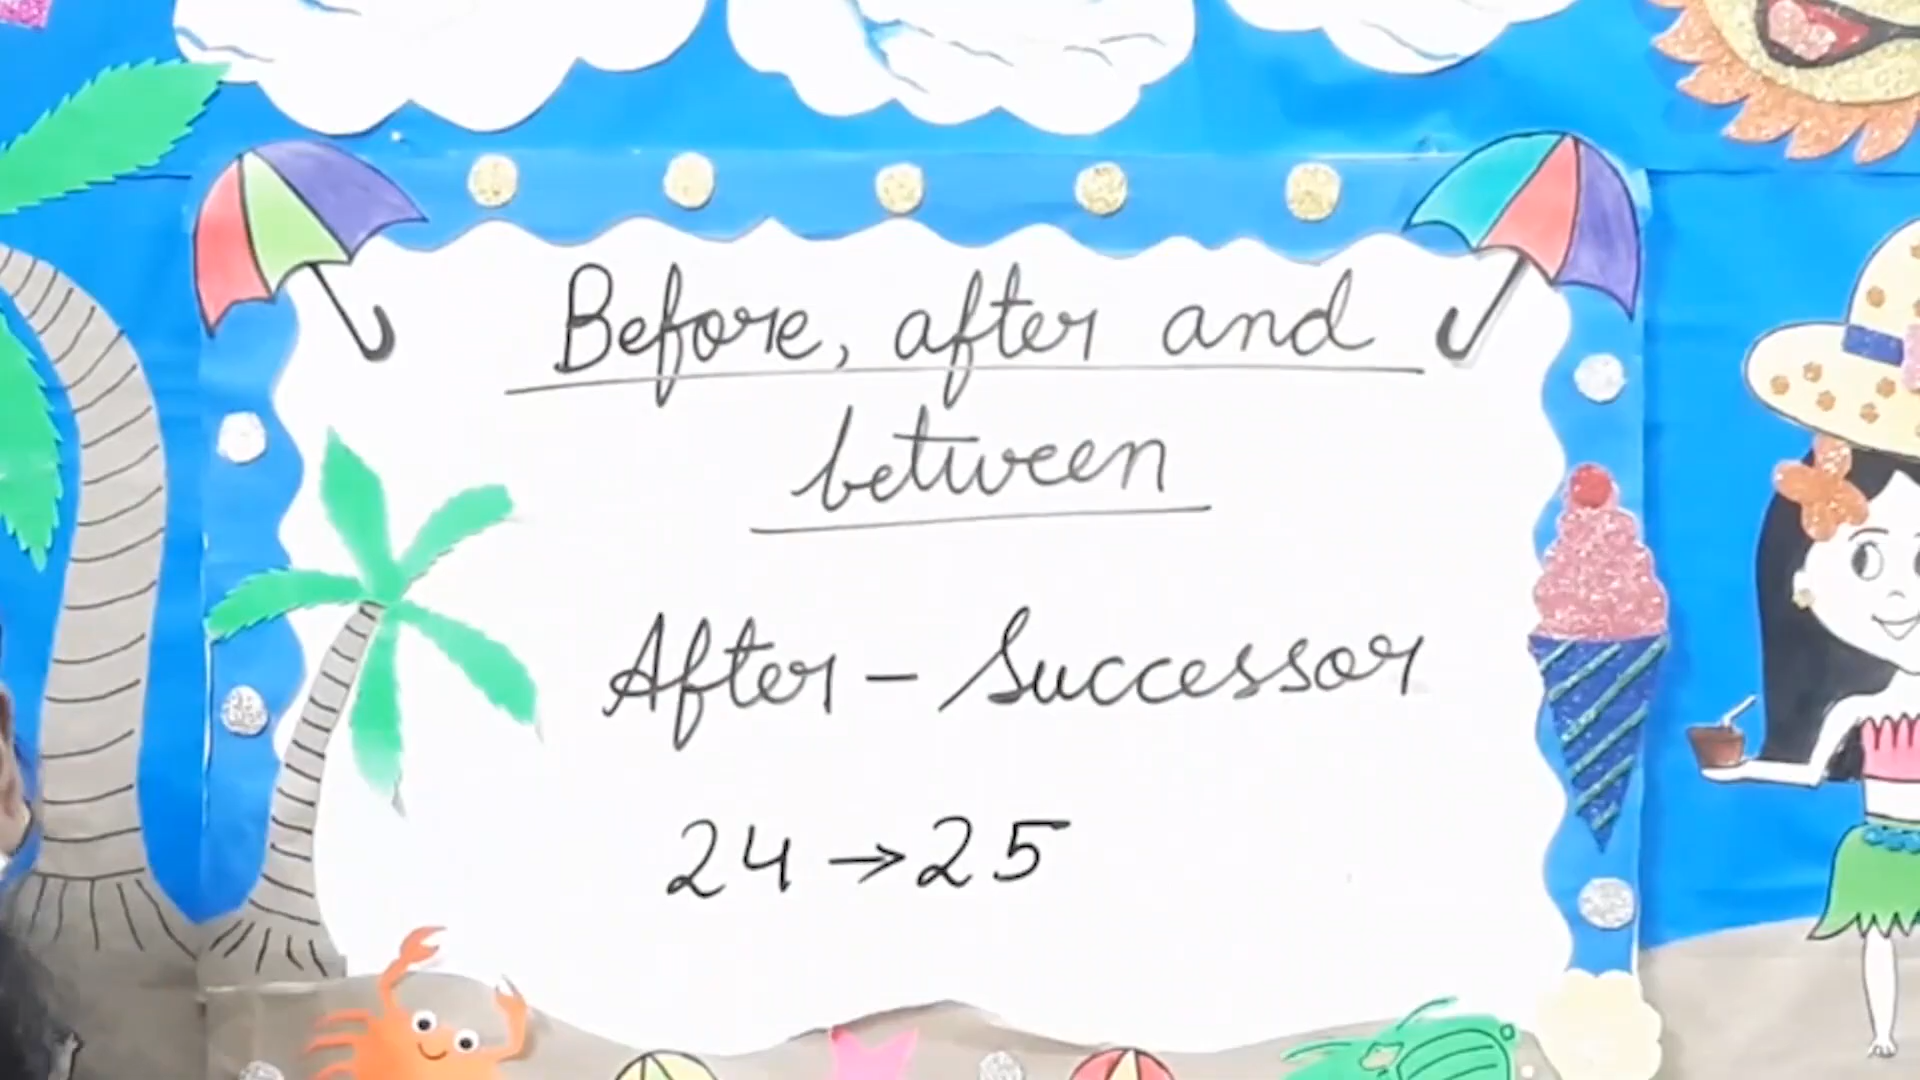 Before, after and
between
After - Successor
24 → 25